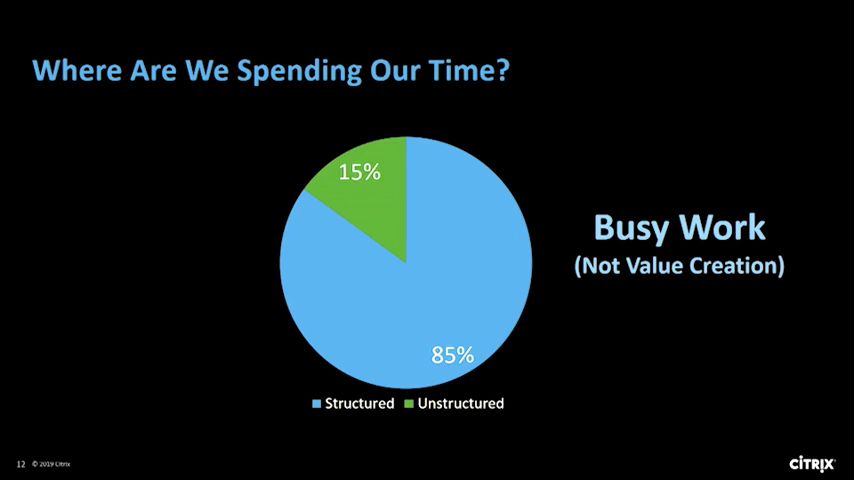 Where Are We Spending Our Time?
15%
Busy Work
(Not Value Creation)
85%
Structured Unstructured
12 © 2019 Citrix
CITRIX